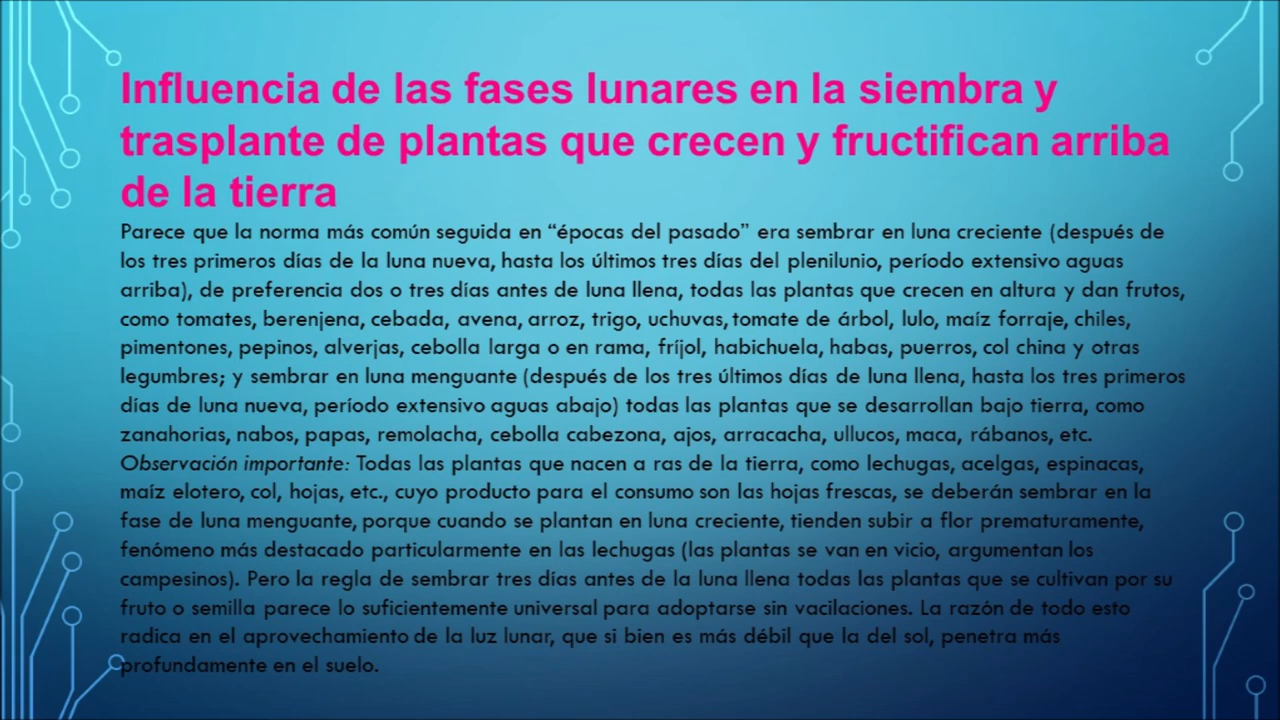 Influencia de las fases lunares en la siembra y
trasplante de plantas que crecen y fructifican arriba
de la tierra
Parece que la norma más común seguida en “épocas del pasado” era sembrar en luna creciente (después de
los tres primeros días de la luna nueva, hasta los últimos tres días del plenilunio, período extensivo aguas
arriba), de preferencia dos o tres días antes de luna llena, todas las plantas que crecen en altura y dan frutos,
como tomates, berenjena, cebada, avena, arroz, trigo, uchuvas, tomate de árbol, lulo, maíz forraje, chiles,
pimentones, pepinos, alverjas, cebolla larga o en rama, fríjol, habichuela, habas, puerros, col china y otras
legumbres; y sembrar en luna menguante (después de los tres últimos días de luna llena, hasta los tres primeros
días de luna nueva, período extensivo aguas abajo) todas las plantas que se desarrollan bajo tierra, como
zanahorias, nabos, papas, remolacha, cebolla cabezona, ajos, arracacha, ullucos, maca, rábanos, etc.
Observación importante: Todas las plantas que nacen a ras de la tierra, como lechugas, acelgas, espinacas,
maíz elotero, col, hojas, etc., cuyo producto para el consumo son las hojas frescas, se deberán sembrar en la
fase de luna menguante, porque cuando se plantan en luna creciente, tienden subir a flor prematuramente,
fenómeno más destacado particularmente en las lechugas (las plantas se van en vicio, argumentan los
campesinos). Pero la regla de sembrar tres días antes de la luna llena todas las plantas que se cultivan por su
fruto o semilla parece lo suficientemente universal para adoptarse sin vacilaciones. La razón de todo esto
radica en el aprovechamiento de la luz lunar, que si bien es más débil que la del sol, penetra más
profundamente en el suelo.